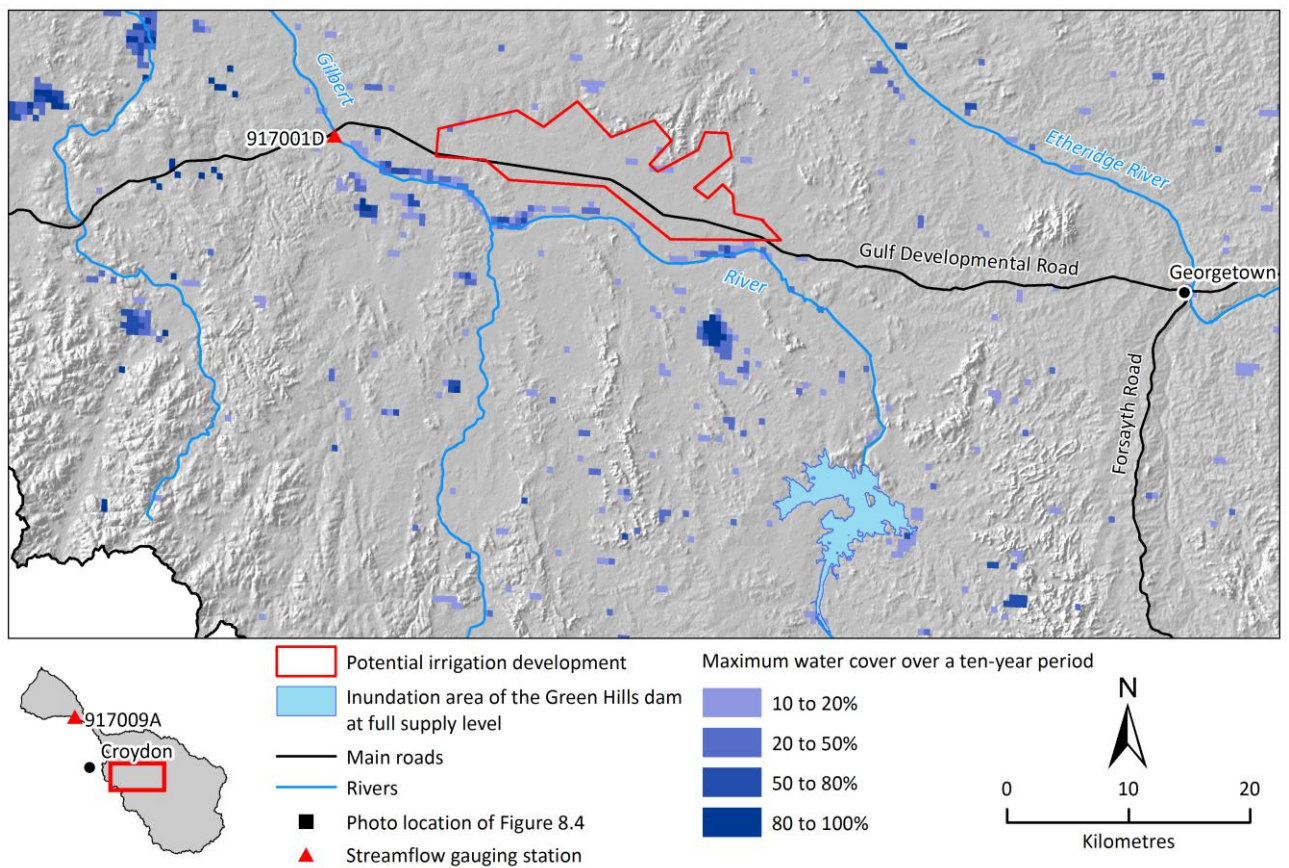 Gilbert
917001D
Etheridge River
Gulf Developmental Road
Georgetown
River
Forsayth Road
917009A
Croydon
Potential irrigation development
Inundation area of the Green Hills dam
at full supply level
Main roads
Rivers
Photo location of Figure 8.4
Streamflow gauging station
Maximum water cover over a ten-year period
10 to 20%
20 to 50%
50 to 80%
80 to 100%
N
0 10 20
Kilometres